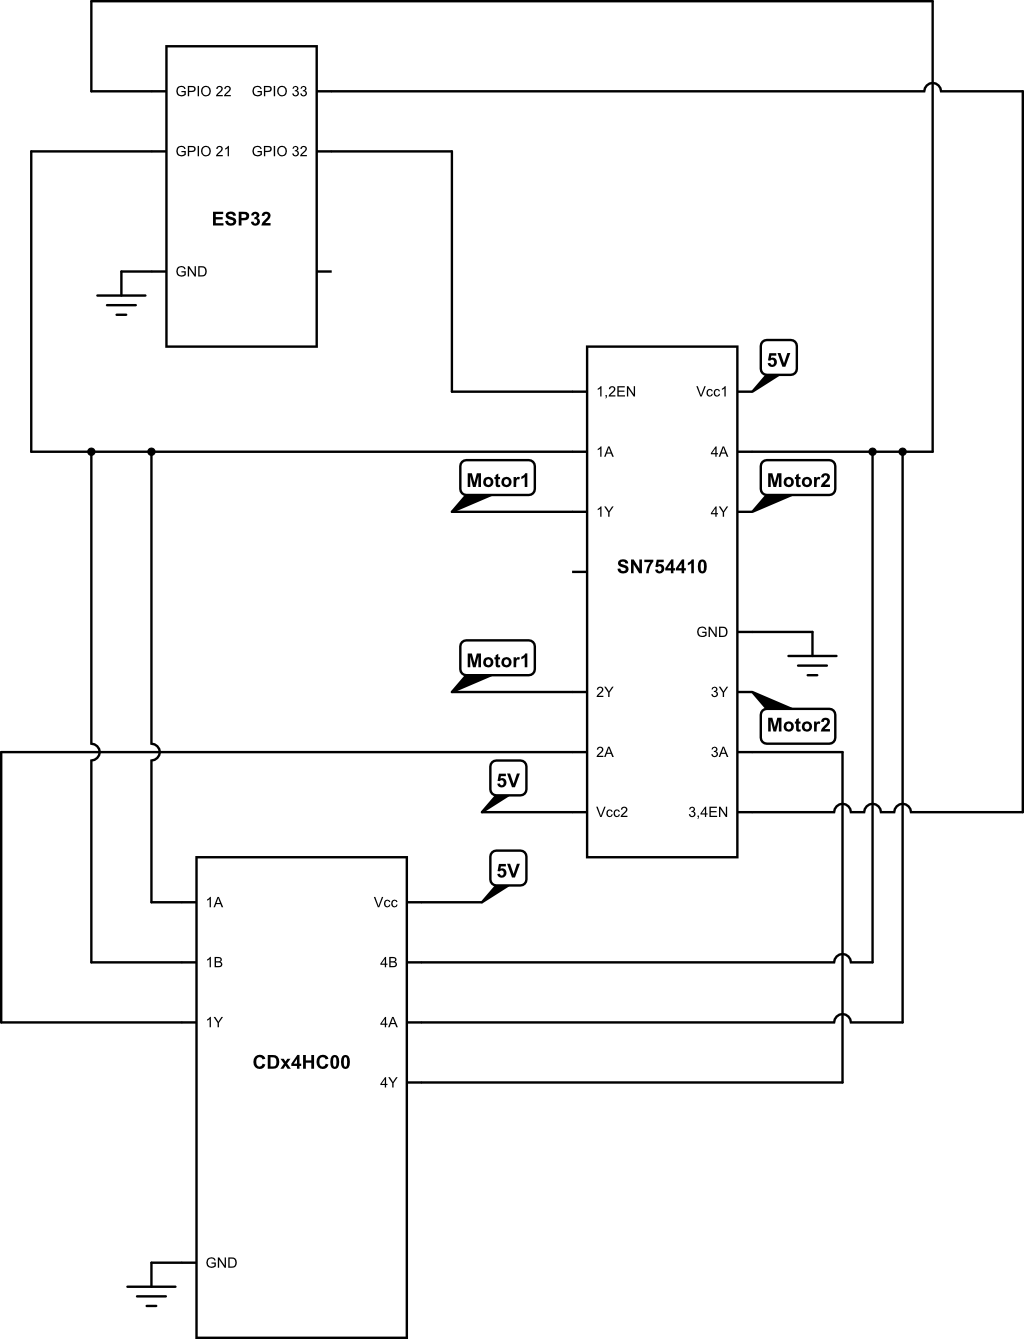 GPIO 22 GPIO 33
GPIO 21 GPIO 32
ESP32
GND
5V
1,2EN Vcc1
1A 4A
Motor1 Motor2
1Y 4Y
SN754410
GND
Motor1
2Y 3Y
Motor2
2A 3A
5V
Vcc2 3,4EN
5V
1A Vcc
1B 4B
1Y 4A
CDx4HC00
4Y
GND